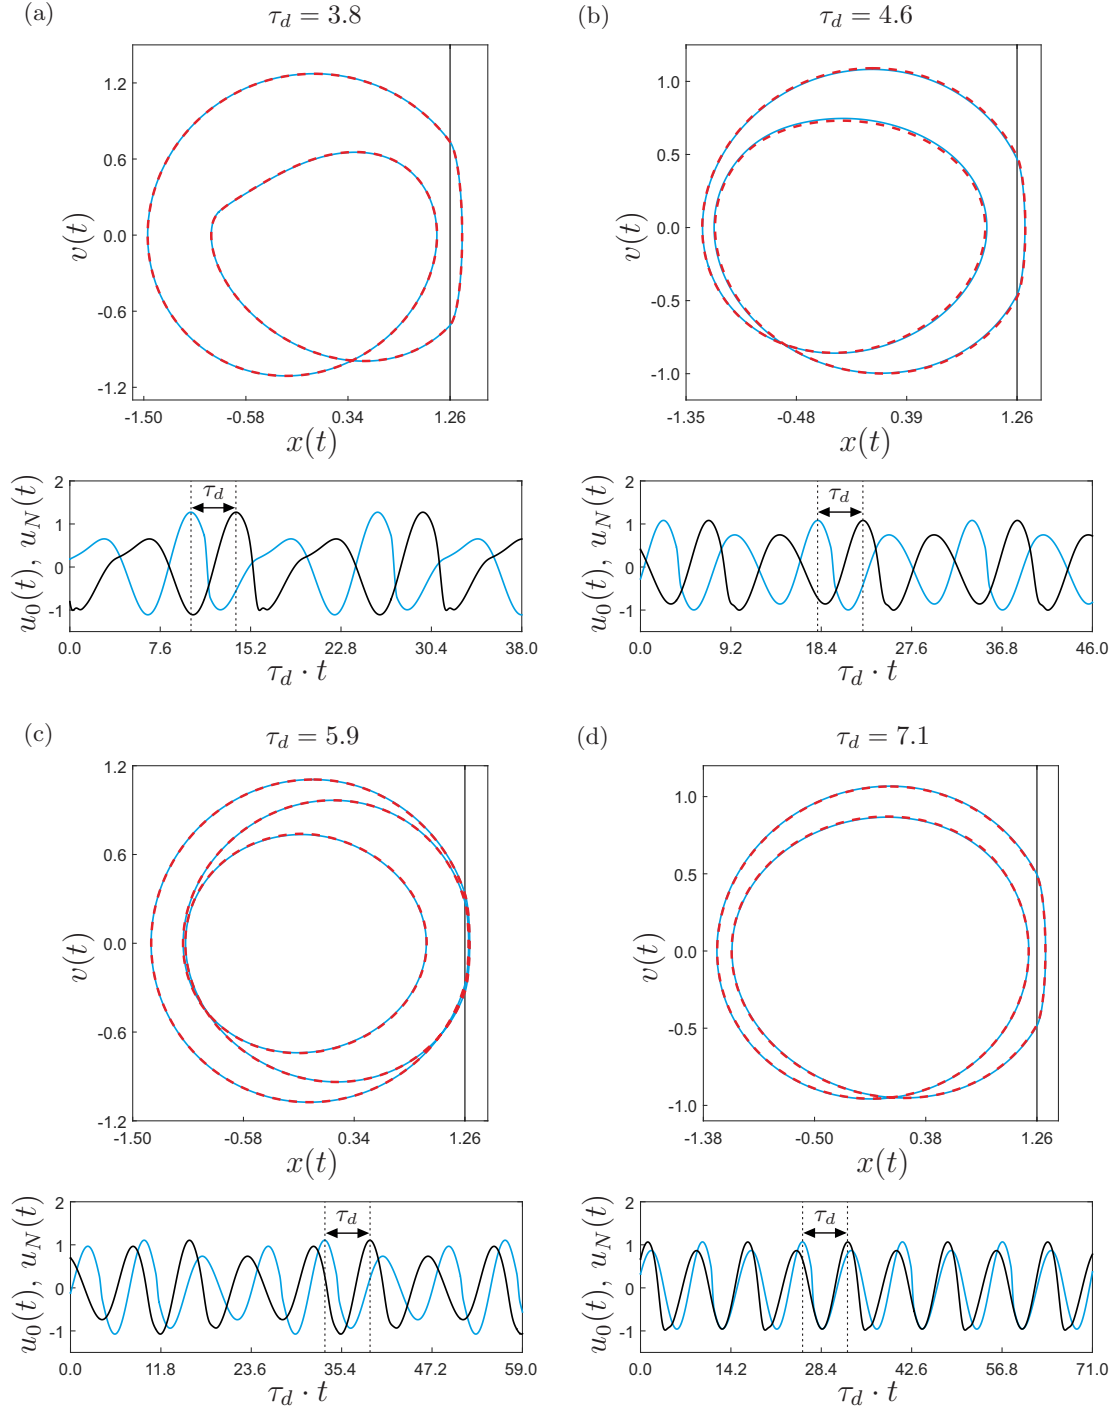 (a) τ_d = 3.8
1.2
0.6
0.0
-0.6
-1.2
v(t)
-1.50 -0.58 0.34 1.26
x(t)
2
1
0
-1
u_0(t), u_N(t)
τ_d
0.0 7.6 15.2 22.8 30.4 38.0
τ_d · t
(b) τ_d = 4.6
1.0
0.5
0.0
-0.5
-1.0
v(t)
-1.35 -0.48 0.39 1.26
x(t)
2
1
0
-1
u_0(t), u_N(t)
τ_d
0.0 9.2 18.4 27.6 36.8 46.0
τ_d · t
(c) τ_d = 5.9
1.2
0.6
0.0
-0.6
-1.2
v(t)
-1.50 -0.58 0.34 1.26
x(t)
2
1
0
-1
u_0(t), u_N(t)
τ_d
0.0 11.8 23.6 35.4 47.2 59.0
τ_d · t
(d) τ_d = 7.1
1.0
0.5
0.0
-0.5
-1.0
v(t)
-1.38 -0.50 0.38 1.26
x(t)
2
1
0
-1
u_0(t), u_N(t)
τ_d
0.0 14.2 28.4 42.6 56.8 71.0
τ_d · t